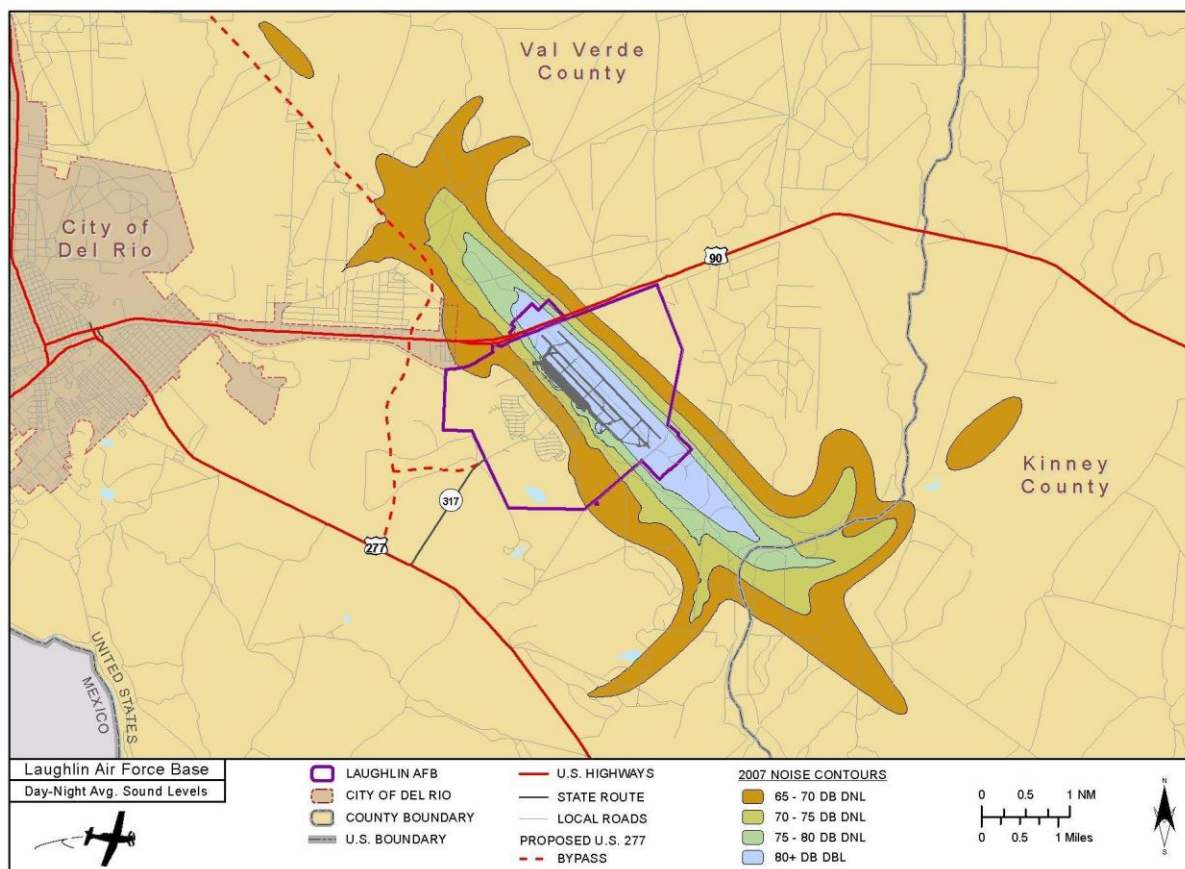 Val Verde
County
City of
Del Rio
90
Kinney
County
317
277
UNITED STATES
MEXICO
Laughlin Air Force Base
Day-Night Avg. Sound Levels
LAUGHLIN AFB
CITY OF DEL RIO
COUNTY BOUNDARY
U.S. BOUNDARY
U.S. HIGHWAYS
STATE ROUTE
LOCAL ROADS
PROPOSED U.S. 277
BYPASS
2007 NOISE CONTOURS
65 - 70 DB DNL
70 - 75 DB DNL
75 - 80 DB DNL
80+ DB DBL
0 0.5 1 NM
0 0.5 1 Miles
N
S